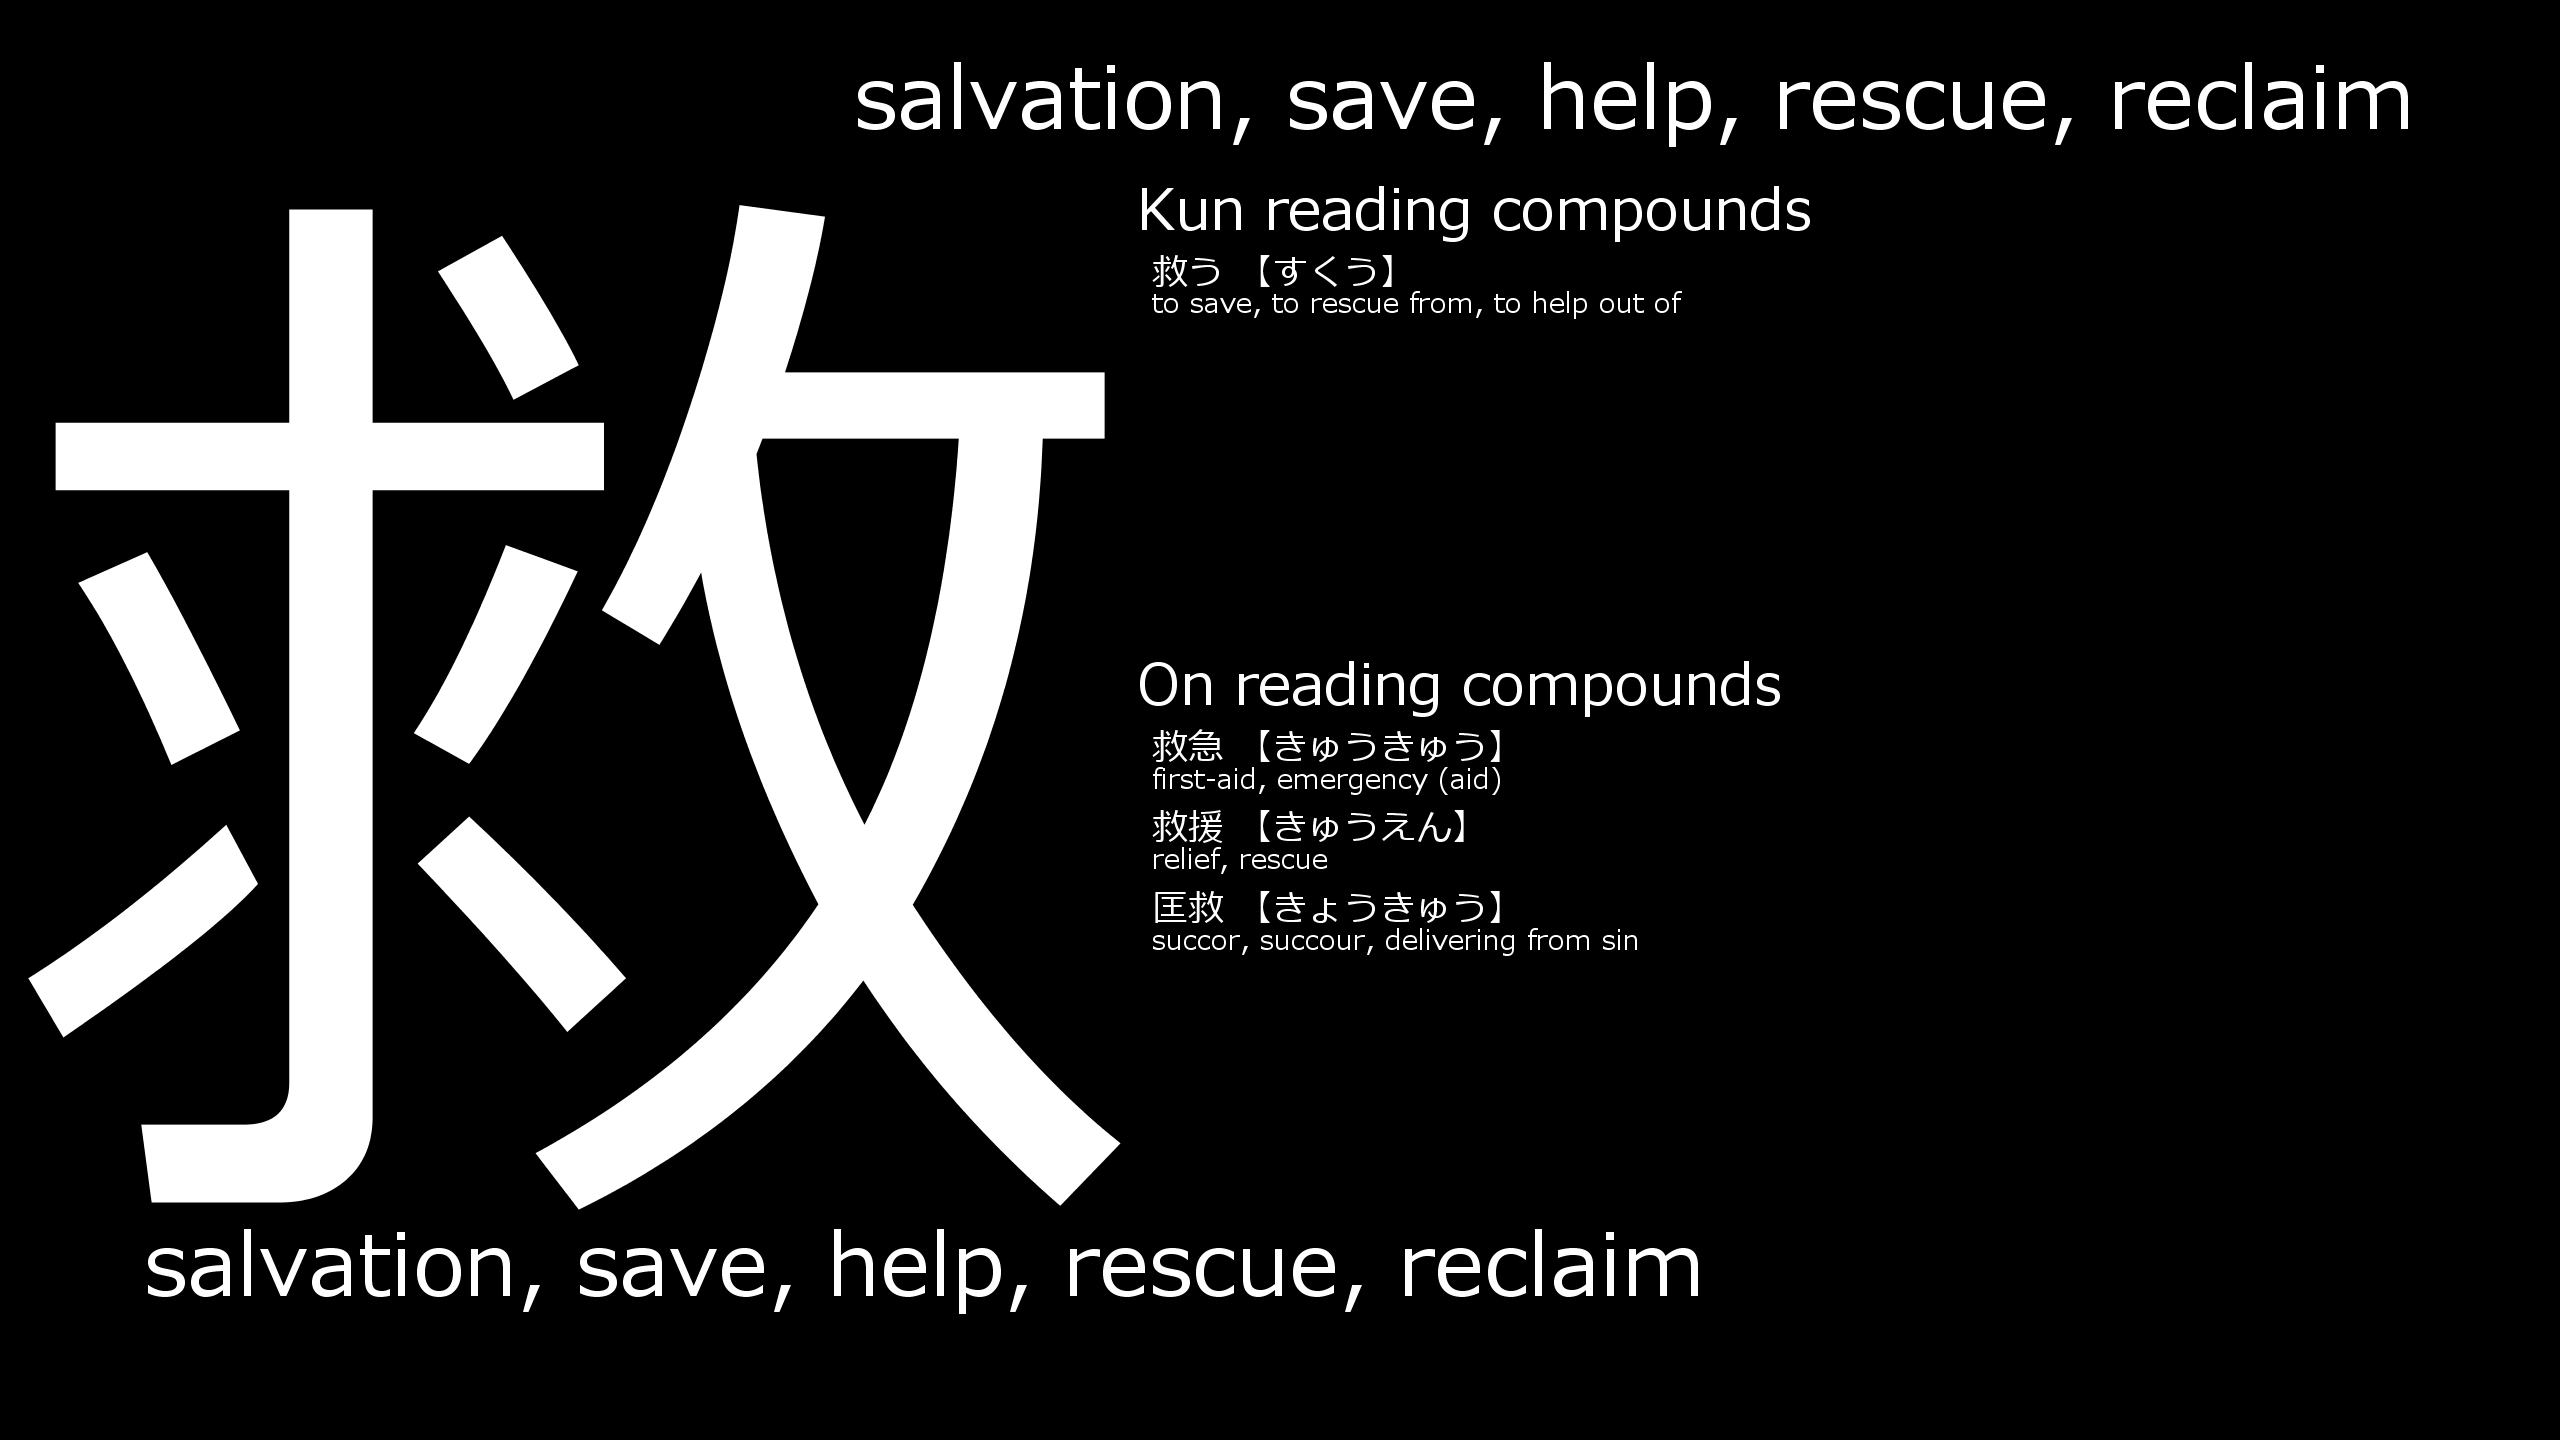 salvation, save, help, rescue, reclaim
救
Kun reading compounds
救う 【すくう】
to save, to rescue from, to help out of
On reading compounds
救急 【きゅうきゅう】
first-aid, emergency (aid)
救援 【きゅうえん】
relief, rescue
匡救 【きょうきゅう】
succor, succour, delivering from sin
salvation, save, help, rescue, reclaim